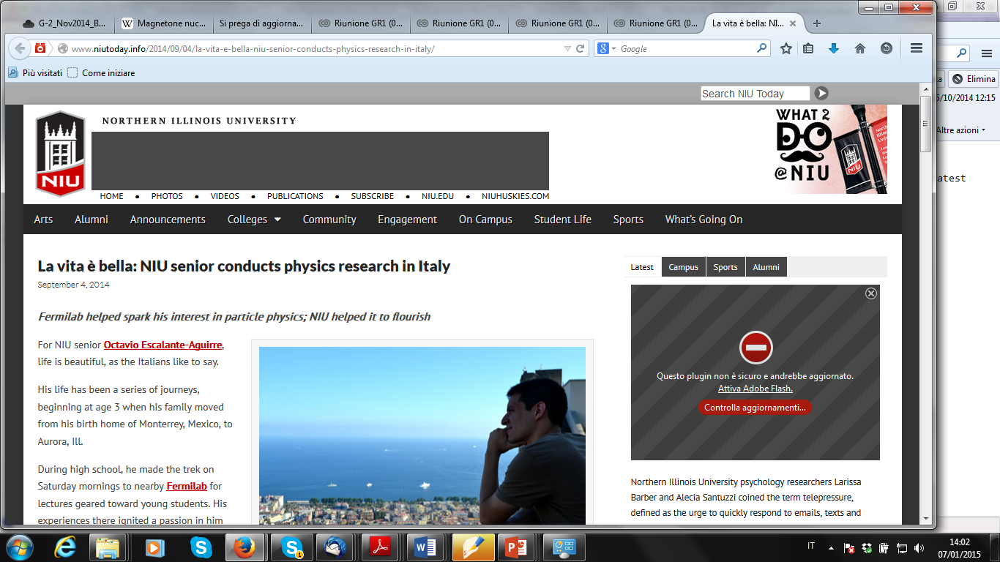 G-2_Nov2014_B...
Magnetone nuc...
Si prega di aggiorna...
Riunione GR1 (0...
Riunione GR1 (0...
Riunione GR1 (0...
Riunione GR1 (0...
La vita è bella: NI...
www.niutoday.info/2014/09/04/la-vita-e-bella-niu-senior-conducts-physics-research-in-italy/
Google
Più visitati
Come iniziare
Elimina
5/10/2014 12:15
Altre azioni
atest
Search NIU Today
NORTHERN ILLINOIS UNIVERSITY
NIU
WHAT 2
DO
@NIU
HOME • PHOTOS • VIDEOS • PUBLICATIONS • SUBSCRIBE • NIU.EDU • NIUHUSKIES.COM
Arts Alumni Announcements Colleges Community Engagement On Campus Student Life Sports What's Going On
La vita è bella: NIU senior conducts physics research in Italy
September 4, 2014
Fermilab helped spark his interest in particle physics; NIU helped it to flourish
For NIU senior Octavio Escalante-Aguirre,
life is beautiful, as the Italians like to say.
His life has been a series of journeys,
beginning at age 3 when his family moved
from his birth home of Monterrey, Mexico, to
Aurora, Ill.
During high school, he made the trek on
Saturday mornings to nearby Fermilab for
lectures geared toward young students. His
experiences there ignited a passion in him
Latest Campus Sports Alumni
Questo plugin non è sicuro e andrebbe aggiornato.
Attiva Adobe Flash.
Controlla aggiornamenti...
Northern Illinois University psychology researchers Larissa
Barber and Alecia Santuzzi coined the term telepressure,
defined as the urge to quickly respond to emails, texts and
IT
14:02
07/01/2015